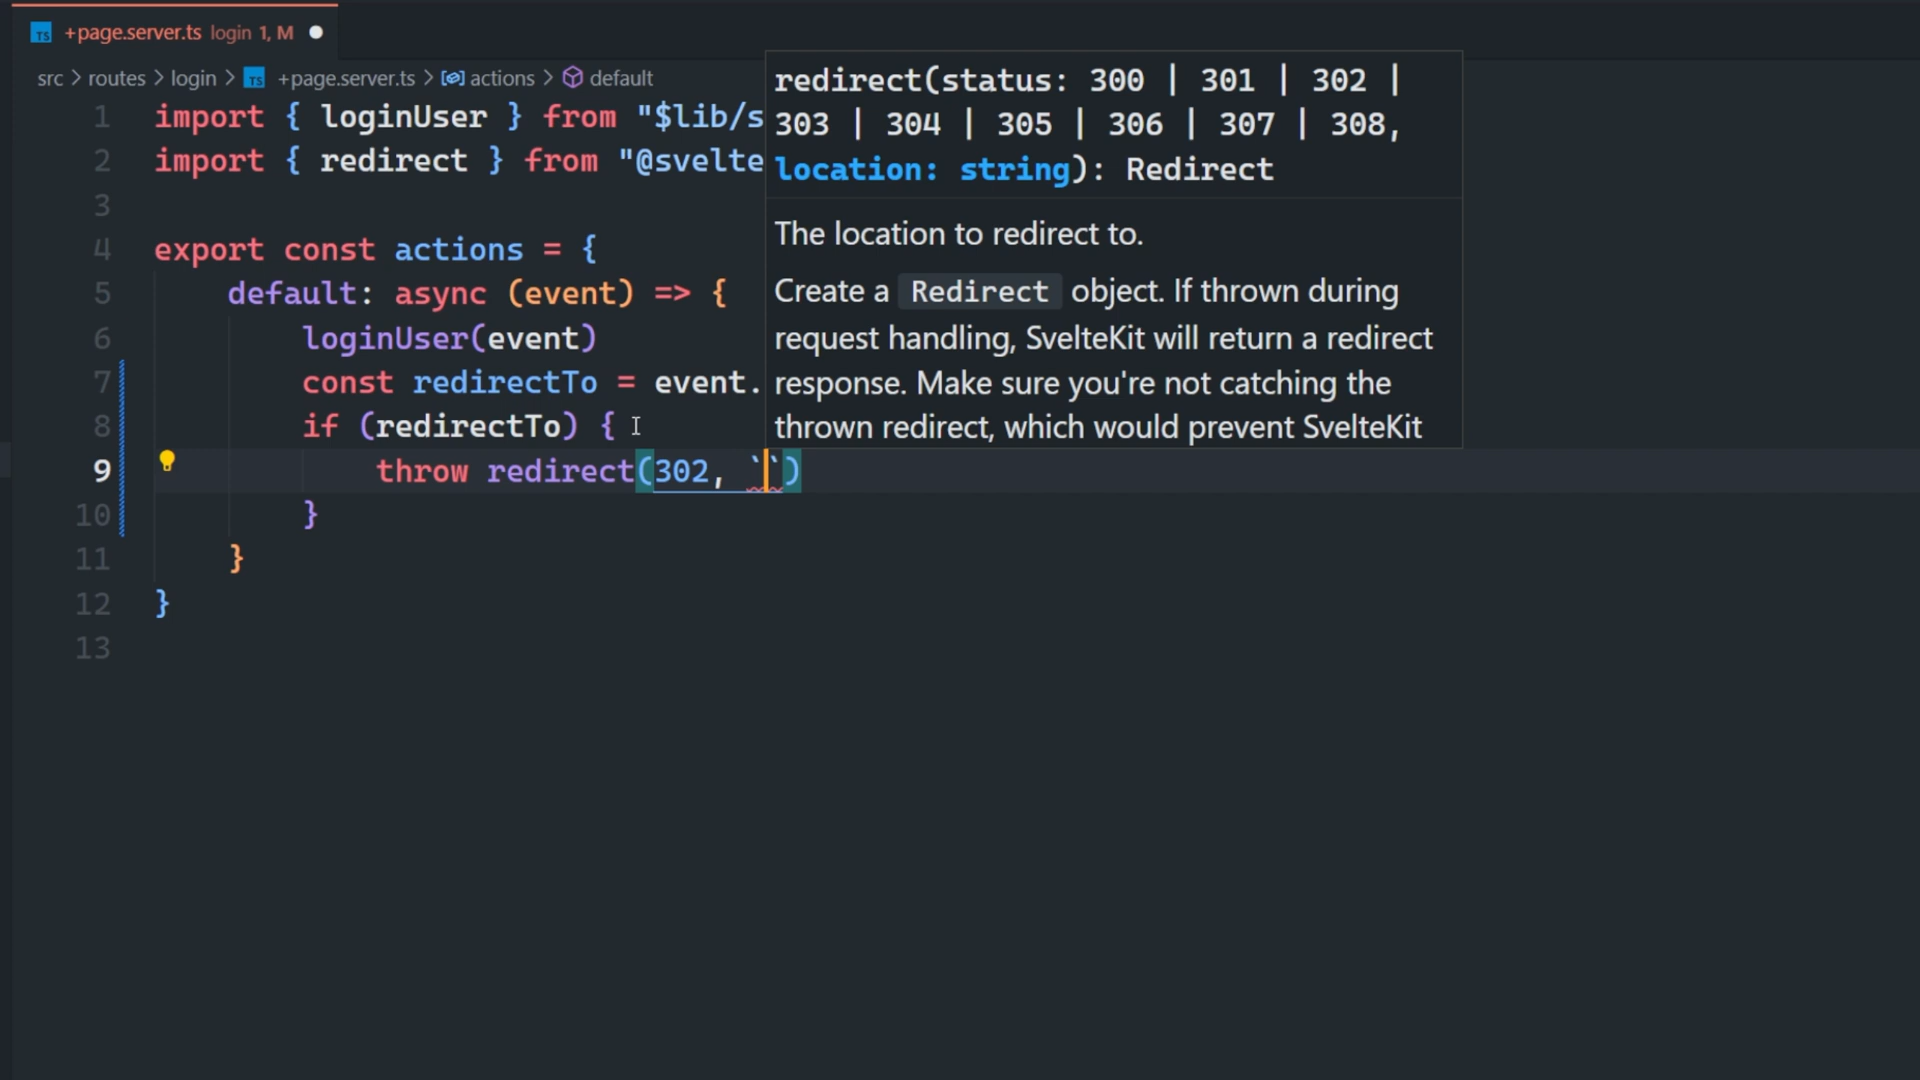 +page.server.ts login 1, M
src > routes > login > +page.server.ts > actions > default
1 import { loginUser } from "$lib/s
2 import { redirect } from "@svelte
3
4 export const actions = {
5 default: async (event) => {
6 loginUser(event)
7 const redirectTo = event.
8 if (redirectTo) {
9 throw redirect(302, ``)
10 }
11 }
12 }
13
redirect(status: 300 | 301 | 302 |
303 | 304 | 305 | 306 | 307 | 308,
location: string): Redirect
The location to redirect to.
Create a Redirect object. If thrown during
request handling, SvelteKit will return a redirect
response. Make sure you're not catching the
thrown redirect, which would prevent SvelteKit